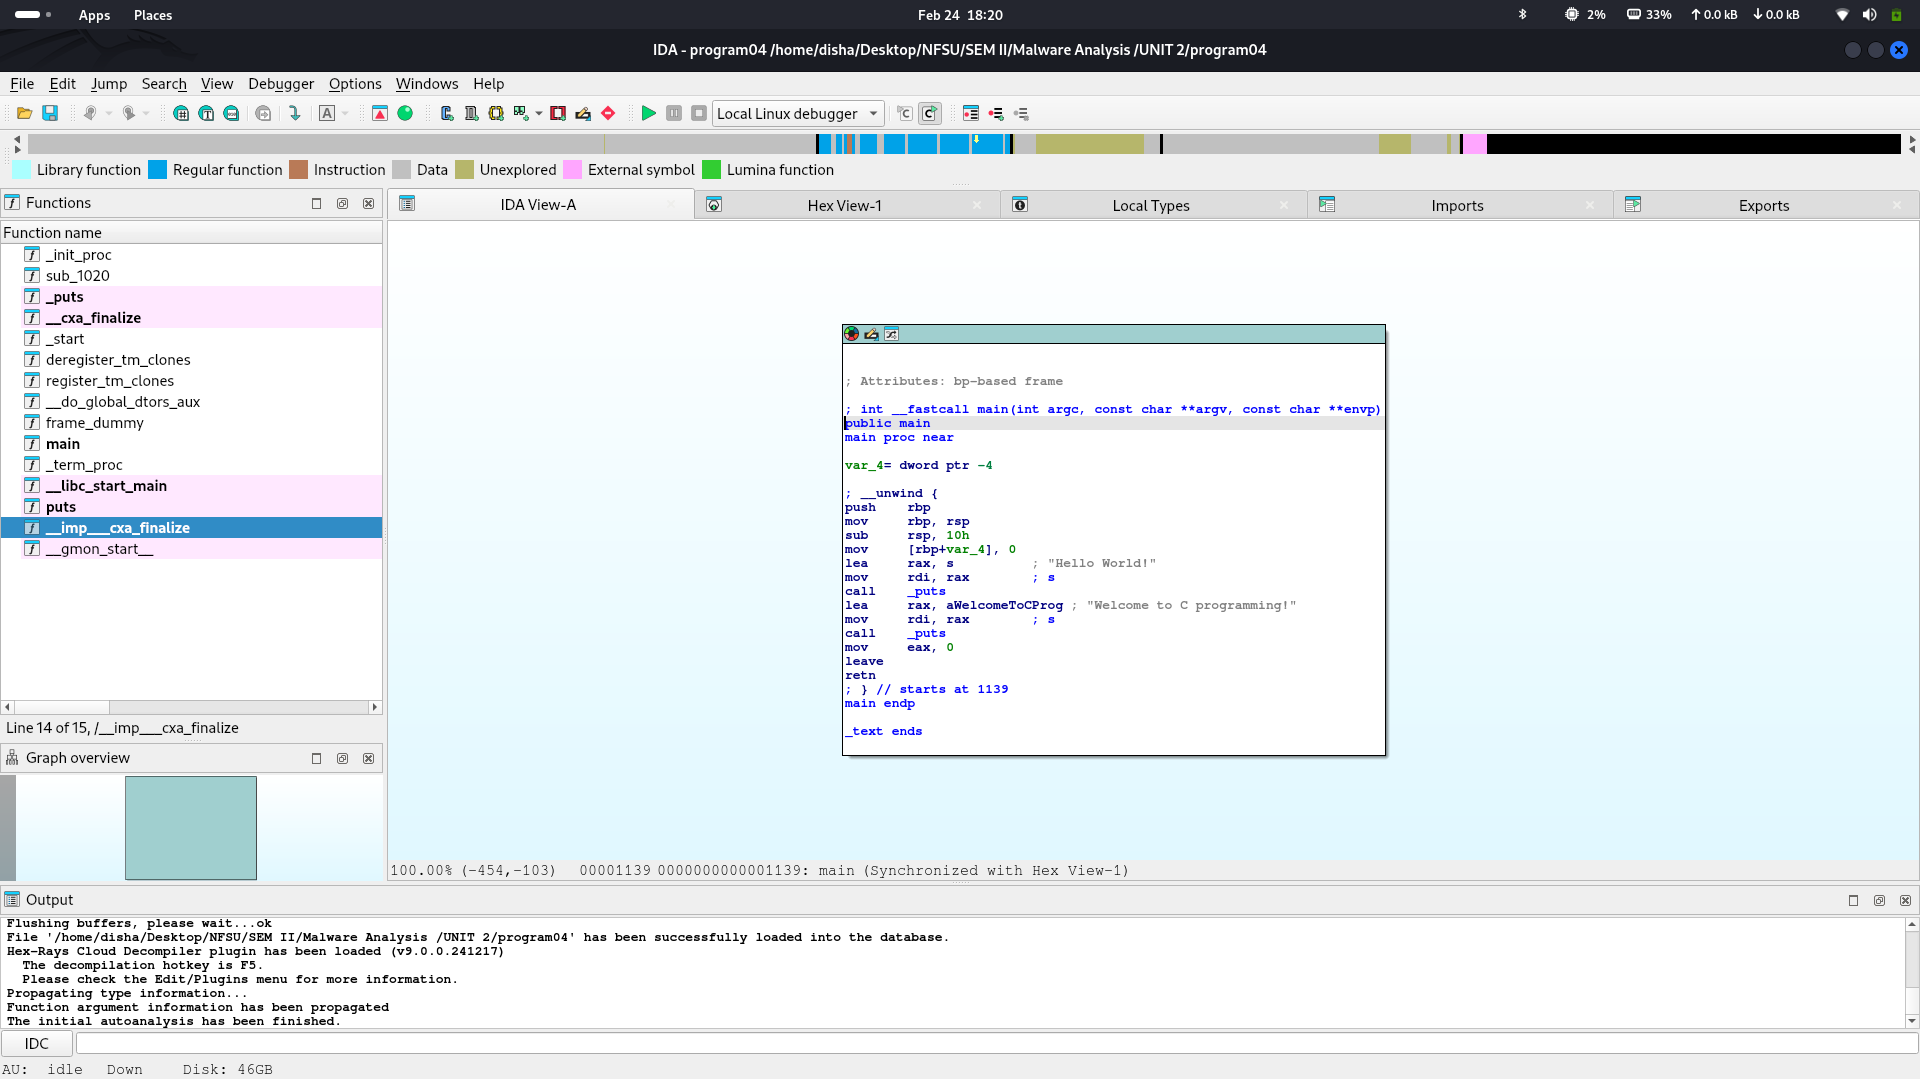 Apps Places Feb 24 18:20 2% 33% 0.0 kB 0.0 kB
IDA - program04 /home/disha/Desktop/NFSU/SEM II/Malware Analysis /UNIT 2/program04
File Edit Jump Search View Debugger Options Windows Help
Local Linux debugger
Library function Regular function Instruction Data Unexplored External symbol Lumina function
Functions
Function name
_init_proc
sub_1020
_puts
__cxa_finalize
_start
deregister_tm_clones
register_tm_clones
__do_global_dtors_aux
frame_dummy
main
_term_proc
__libc_start_main
puts
__imp___cxa_finalize
__gmon_start__
Line 14 of 15, /__imp___cxa_finalize
Graph overview
IDA View-A Hex View-1 Local Types Imports Exports
; Attributes: bp-based frame
; int __fastcall main(int argc, const char **argv, const char **envp)
public main
main proc near
var_4= dword ptr -4
; __unwind {
push rbp
mov rbp, rsp
sub rsp, 10h
mov [rbp+var_4], 0
lea rax, s ; "Hello World!"
mov rdi, rax ; s
call _puts
lea rax, aWelcomeToCProg ; "Welcome to C programming!"
mov rdi, rax ; s
call _puts
mov eax, 0
leave
retn
; } // starts at 1139
main endp
_text ends
100.00% (-454,-103) 00001139 0000000000001139: main (Synchronized with Hex View-1)
Output
Flushing buffers, please wait...ok
File '/home/disha/Desktop/NFSU/SEM II/Malware Analysis /UNIT 2/program04' has been successfully loaded into the database.
Hex-Rays Cloud Decompiler plugin has been loaded (v9.0.0.241217)
The decompilation hotkey is F5.
Please check the Edit/Plugins menu for more information.
Propagating type information...
Function argument information has been propagated
The initial autoanalysis has been finished.
IDC
AU: idle Down Disk: 46GB